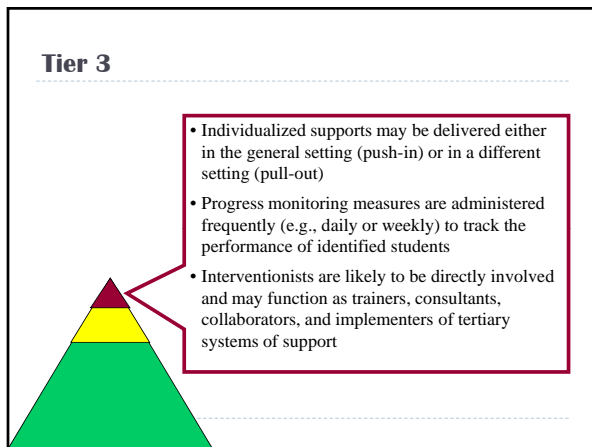 Tier 3
• Individualized supports may be delivered either
in the general setting (push-in) or in a different
setting (pull-out)
• Progress monitoring measures are administered
frequently (e.g., daily or weekly) to track the
performance of identified students
• Interventionists are likely to be directly involved
and may function as trainers, consultants,
collaborators, and implementers of tertiary
systems of support